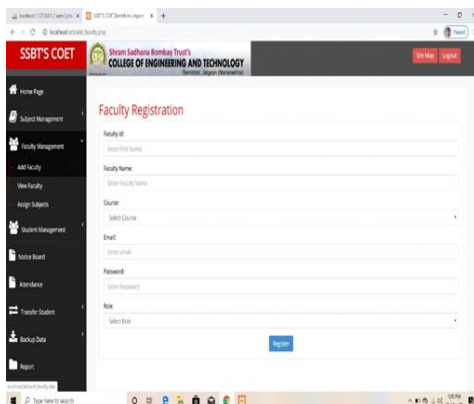 SSBT'S COET
Shram Sadhana Bombay Trust's
COLLEGE OF ENGINEERING AND TECHNOLOGY
Site Map
Logout
Home Page
Subject Management
Faculty Management
Add Faculty
View Faculty
Assign Subjects
Student Management
Notice Board
Attendance
Transfer Student
Backup Data
Report
Faculty Registration
Faculty Id:
Enter First Name
Faculty Name:
Enter Faculty Name
Course:
Select Course
Email:
Enter Email
Password:
Enter Password
Role:
Select Role
Register
Type here to search